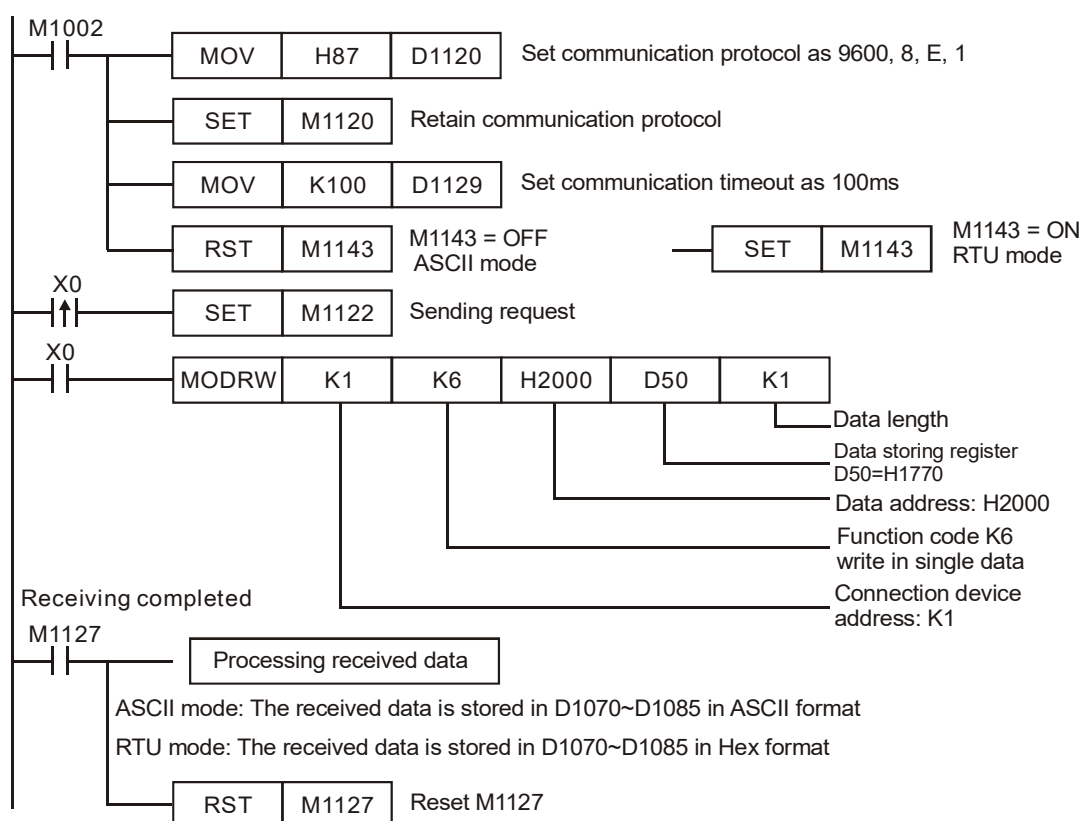 M1002
MOV H87 D1120 Set communication protocol as 9600, 8, E, 1
SET M1120 Retain communication protocol
MOV K100 D1129 Set communication timeout as 100ms
RST M1143 M1143 = OFF
ASCII mode
SET M1143 M1143 = ON
RTU mode
X0
SET M1122 Sending request
X0
MODRW K1 K6 H2000 D50 K1
Data length
Data storing register
D50=H1770
Data address: H2000
Function code K6
write in single data
Connection device
address: K1
Receiving completed
M1127
Processing received data
ASCII mode: The received data is stored in D1070~D1085 in ASCII format
RTU mode: The received data is stored in D1070~D1085 in Hex format
RST M1127 Reset M1127